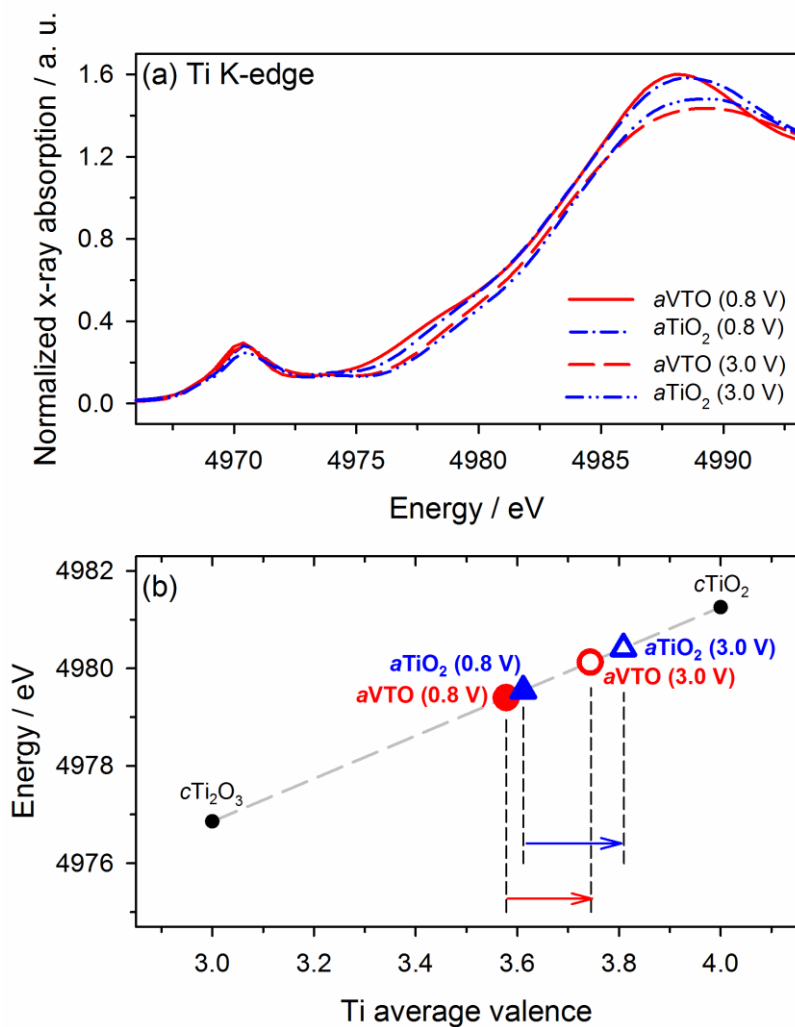 (a) Ti K-edge
Normalized x-ray absorption / a. u.
1.6
1.2
0.8
0.4
0.0
aVTO (0.8 V)
aTiO₂ (0.8 V)
aVTO (3.0 V)
aTiO₂ (3.0 V)
4970 4975 4980 4985 4990
Energy / eV
(b)
Energy / eV
4982
4980
4978
4976
cTiO₂
aTiO₂ (0.8 V)
aTiO₂ (3.0 V)
aVTO (0.8 V)
aVTO (3.0 V)
cTi₂O₃
3.0 3.2 3.4 3.6 3.8 4.0
Ti average valence